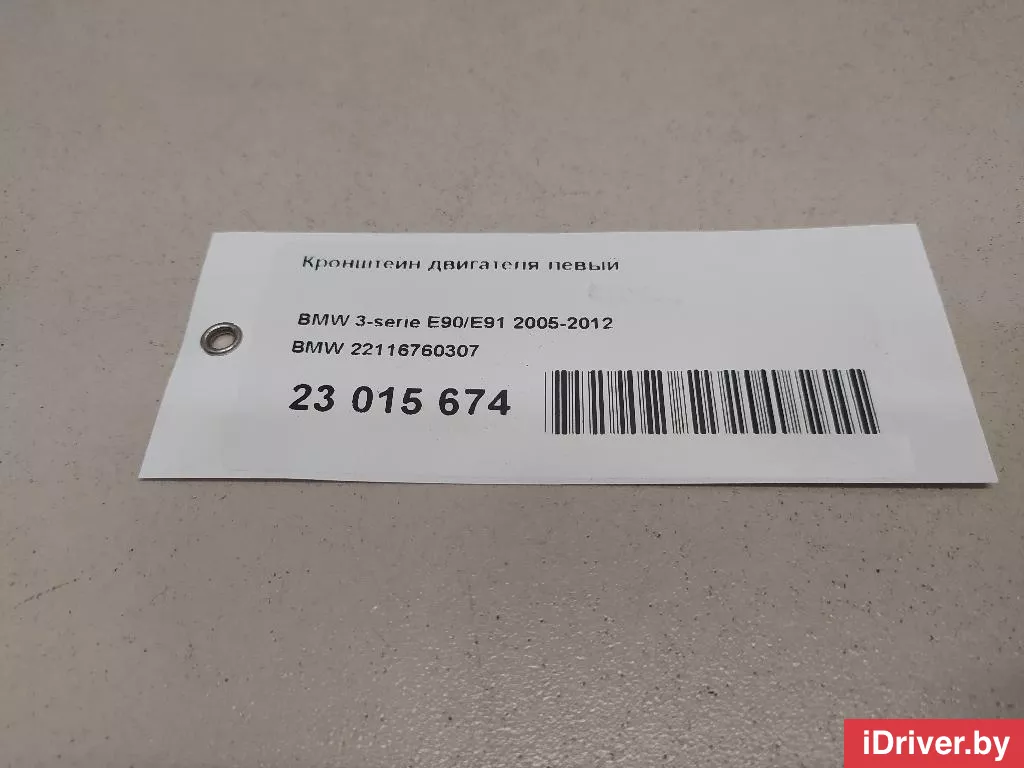 Кронштейн двигателя левый
BMW 3-serie E90/E91 2005-2012
BMW 22116760307
23 015 674
iDriver.by